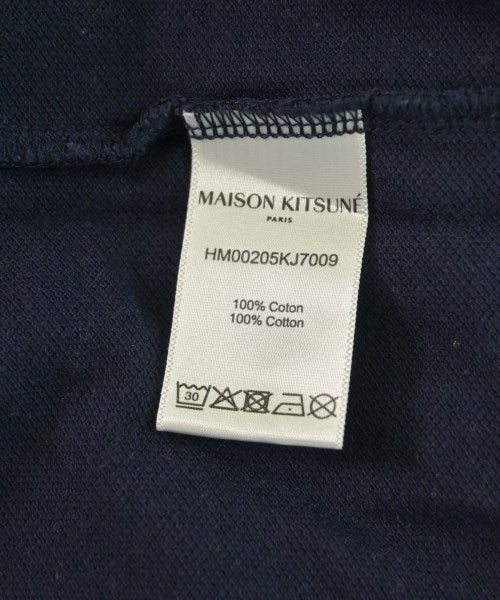 MAISON KITSUNÉ
PARIS
HM00205KJ7009
100% Coton
100% Cotton
30